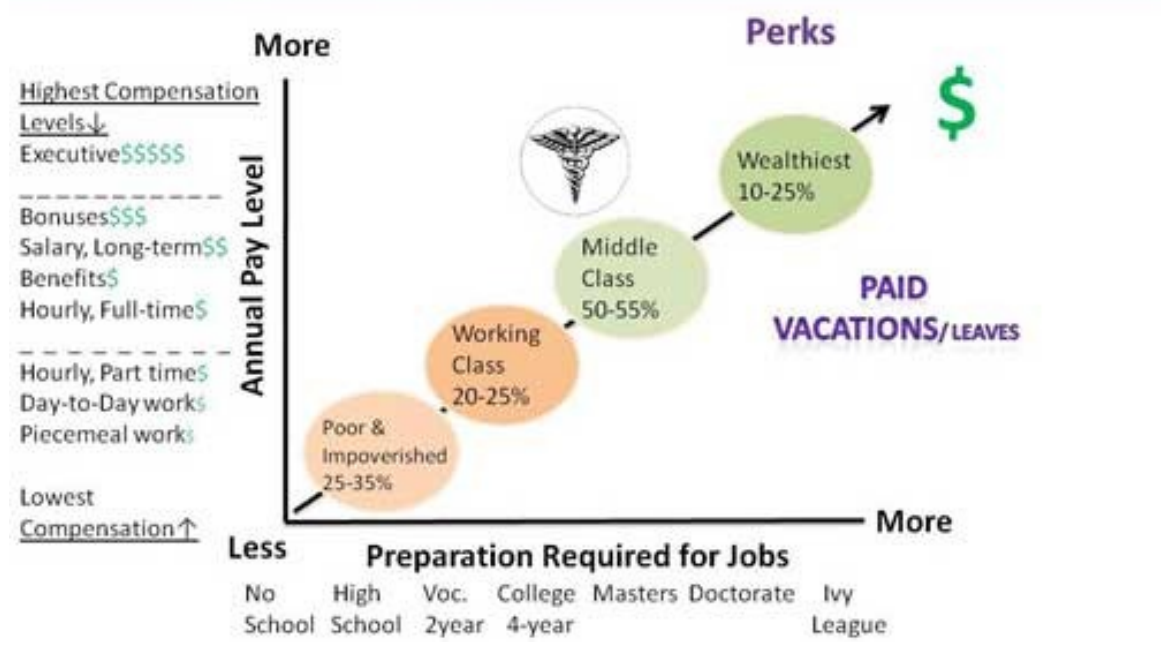 Perks
More
$
Highest Compensation
Levels↓
Executive$$$$$
Bonuses$$$
Salary, Long-term$$
Benefits$
Hourly, Full-time$
Hourly, Part time$
Day-to-Day work$
Piecemeal work$
Lowest
Compensation↑
Annual Pay Level
Wealthiest
10-25%
Middle
Class
50-55%
Working
Class
20-25%
Poor &
Impoverished
25-35%
PAID
VACATIONS/LEAVES
More
Less
Preparation Required for Jobs
No High Voc. College Masters Doctorate Ivy
School School 2year 4-year League